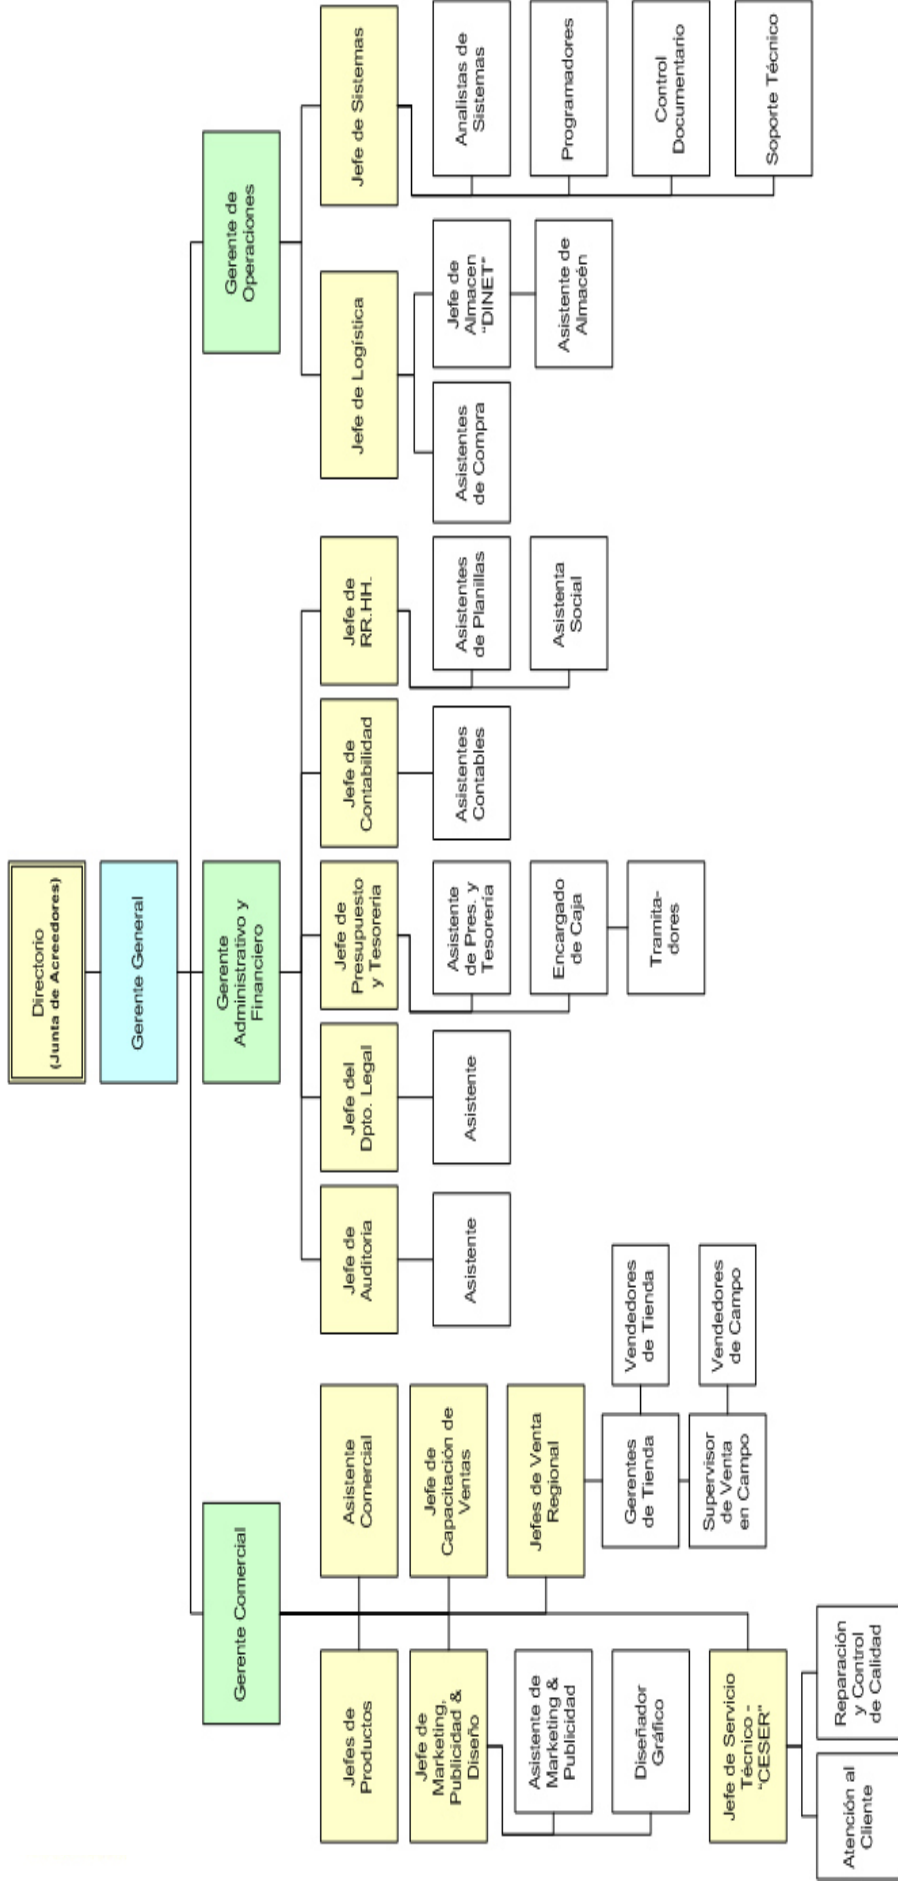 Directorio
(Junta de Acreedores)
Gerente General
Gerente Comercial
Gerente
Administrativo y
Financiero
Gerente de
Operaciones
Jefes de
Productos
Asistente
Comercial
Jefe de
Marketing,
Publicidad &
Diseño
Jefe de
Capacitación de
Ventas
Asistente de
Marketing &
Publicidad
Diseñador
Gráfico
Jefes de Venta
Regional
Gerentes
de Tienda
Vendedores
de Tienda
Supervisor
de Venta
en Campo
Vendedores
de Campo
Jefe de Servicio
Técnico -
"CESER"
Atención al
Cliente
Reparación
y Control
de Calidad
Jefe de
Auditoria
Asistente
Jefe del
Dpto. Legal
Asistente
Jefe de
Presupuesto
y Tesoreria
Asistente
de Pres. y
Tesorería
Encargado
de Caja
Tramita-
dores
Jefe de
Contabilidad
Asistentes
Contables
Jefe de
RR.HH.
Asistentes
de Planillas
Asistenta
Social
Jefe de Logística
Asistentes
de Compra
Jefe de
Almacen
"DINET"
Asistente de
Almacén
Jefe de Sistemas
Analistas de
Sistemas
Programadores
Control
Documentario
Soporte Técnico